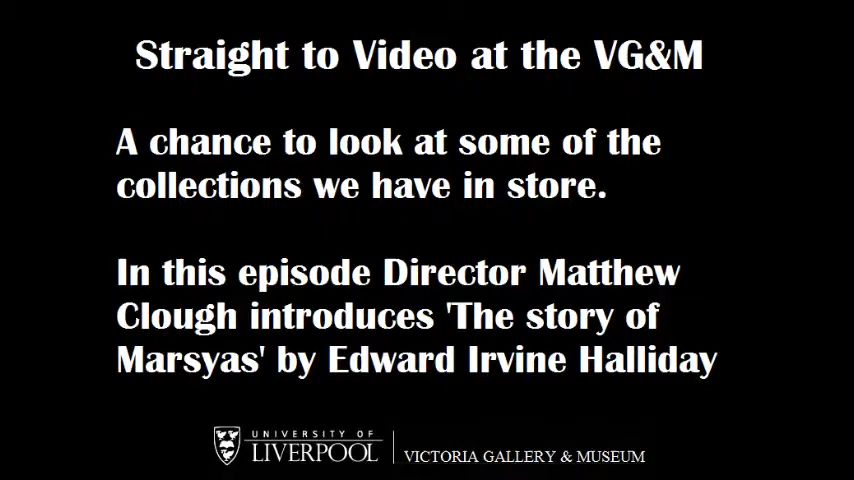 Straight to Video at the VG&M
A chance to look at some of the
collections we have in store.
In this episode Director Matthew
Clough introduces 'The story of
Marsyas' by Edward Irvine Halliday
UNIVERSITY OF
LIVERPOOL
VICTORIA GALLERY & MUSEUM